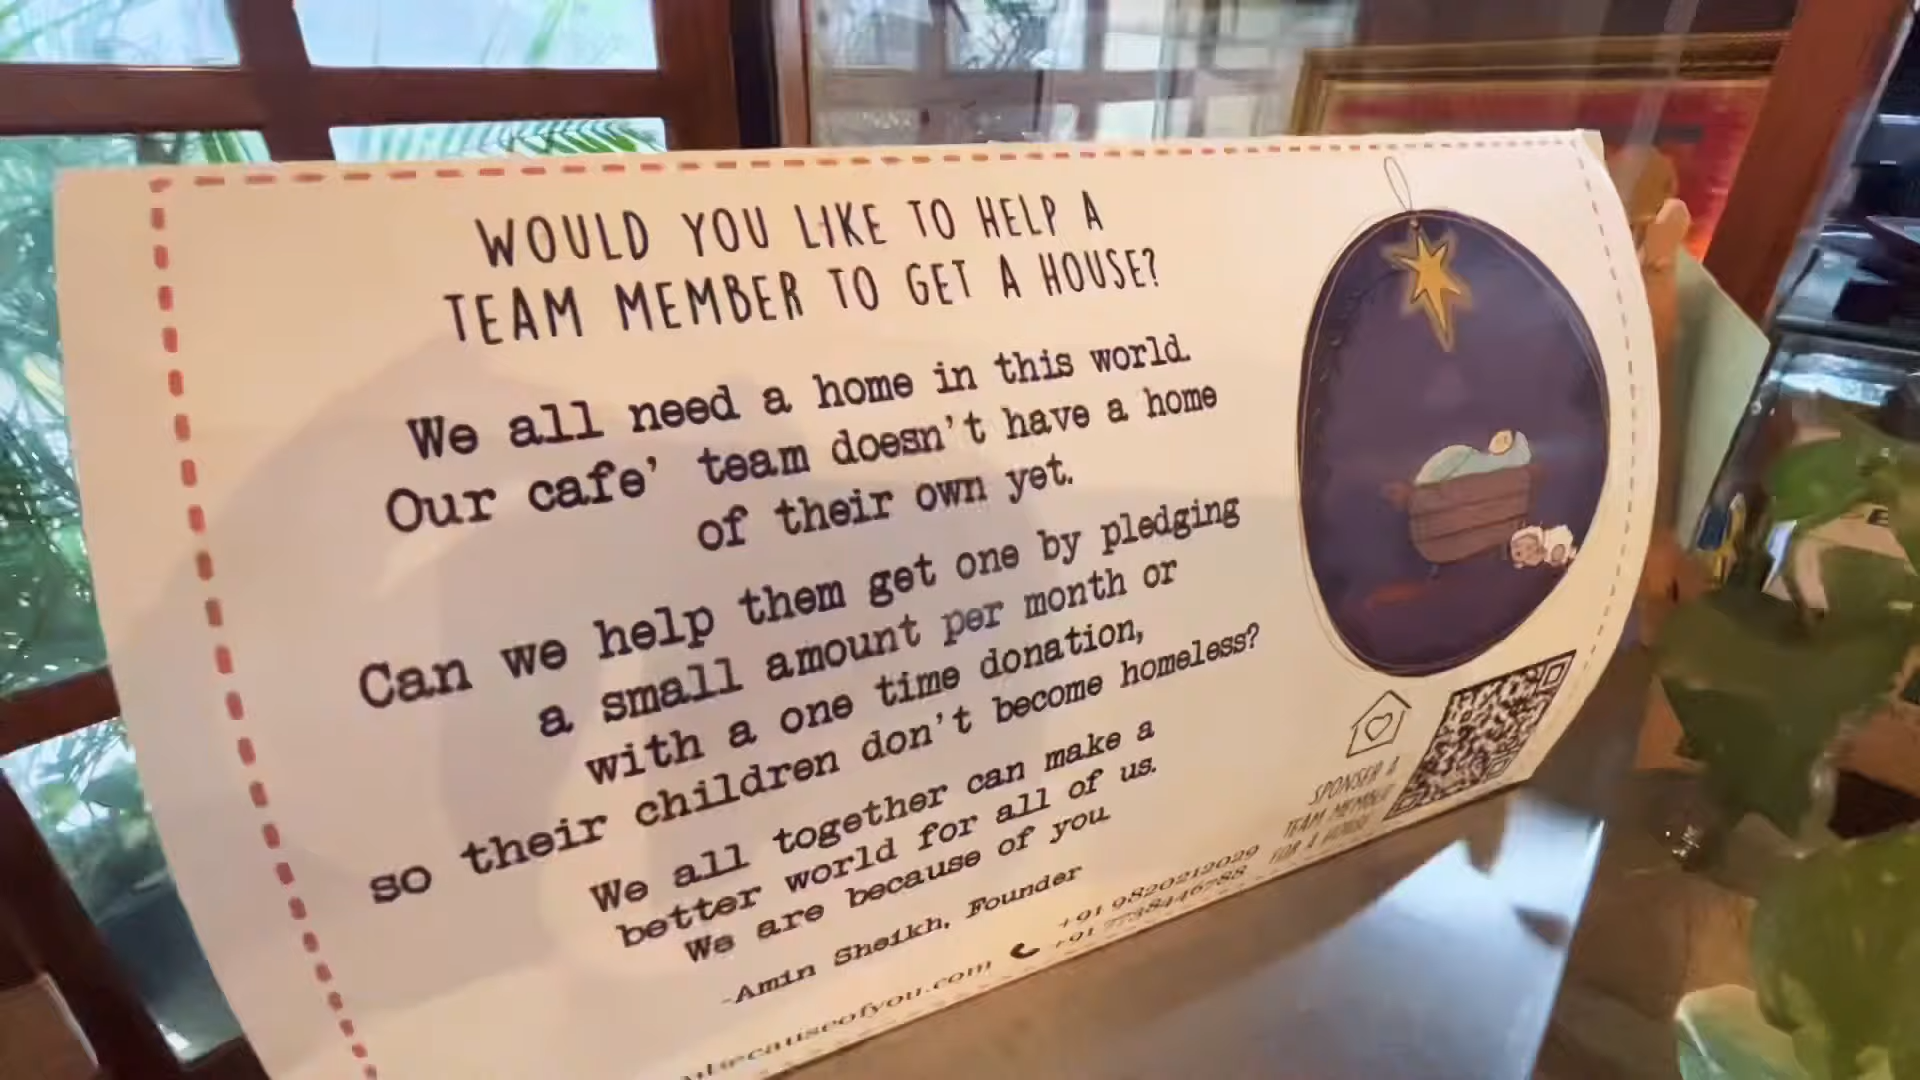 WOULD YOU LIKE TO HELP A
TEAM MEMBER TO GET A HOUSE?
We all need a home in this world.
Our cafe' team doesn't have a home
of their own yet.
Can we help them get one by pledging
a small amount per month or
with a one time donation,
so their children don't become homeless?
We all together can make a
better world for all of us.
We are because of you.
-Amin Sheikh, Founder
SPONSER A
TEAM MEMBER
FOR A HOUSE
+91 9820212029